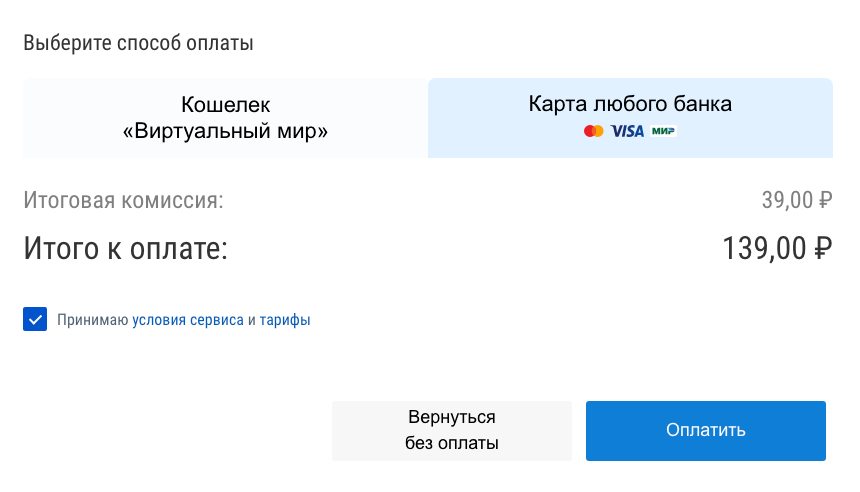 Выберите способ оплаты
Кошелек
«Виртуальный мир»
Карта любого банка
VISA МИР
Итоговая комиссия: 39,00 ₽
Итого к оплате: 139,00 ₽
Принимаю условия сервиса и тарифы
Вернуться
без оплаты
Оплатить